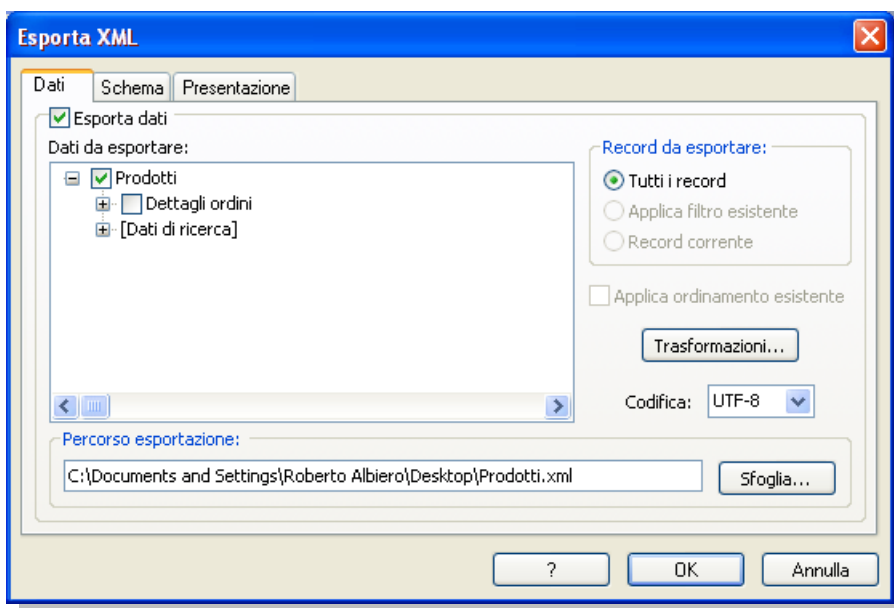 Esporta XML
Dati Schema Presentazione
Esporta dati
Dati da esportare:
Prodotti
Dettagli ordini
[Dati di ricerca]
Record da esportare:
Tutti i record
Applica filtro esistente
Record corrente
Applica ordinamento esistente
Trasformazioni...
Codifica: UTF-8
Percorso esportazione:
C:\Documents and Settings\Roberto Albiero\Desktop\Prodotti.xml
Sfoglia...
? OK Annulla